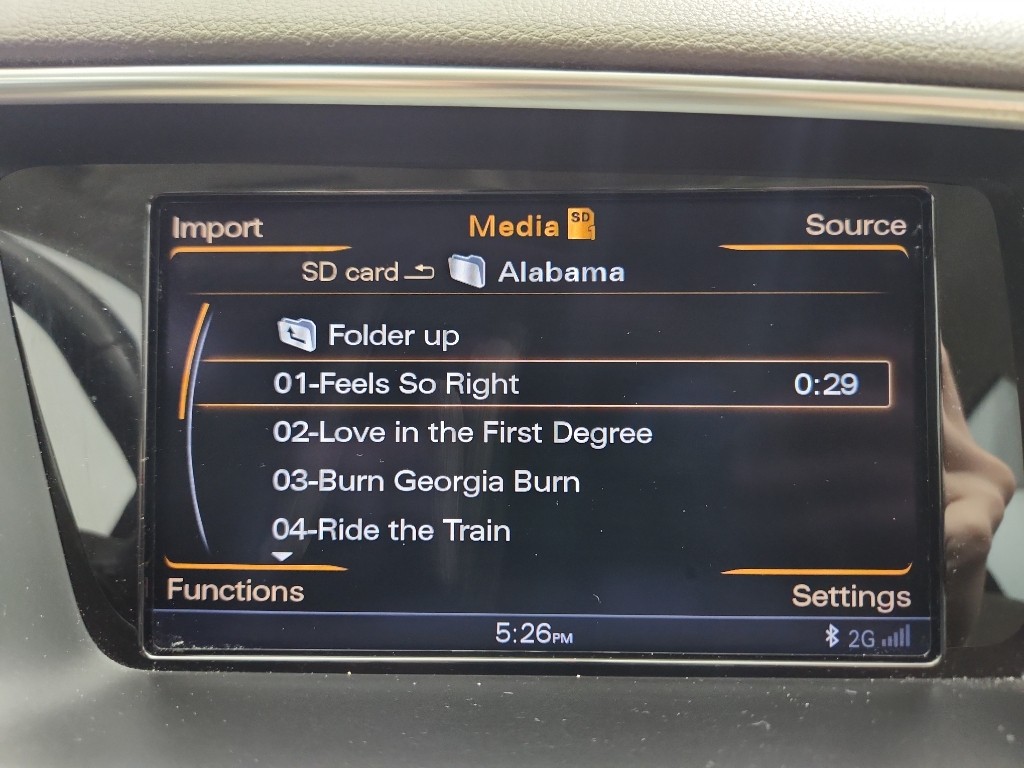 Import Media SD 1 Source
SD card Alabama
Folder up
01-Feels So Right 0:29
02-Love in the First Degree
03-Burn Georgia Burn
04-Ride the Train
Functions Settings
5:26PM 2G